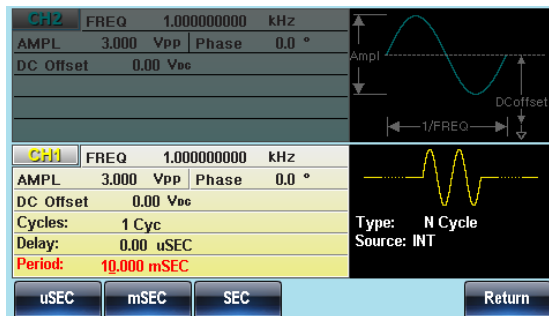 CH2 FREQ 1.000000000 kHz
AMPL 3.000 Vpp Phase 0.0 °
DC Offset 0.00 VDC
Ampl
DCoffset
1/FREQ
CH1 FREQ 1.000000000 kHz
AMPL 3.000 Vpp Phase 0.0 °
DC Offset 0.00 VDC
Cycles: 1 Cyc
Delay: 0.00 uSEC
Period: 10.000 mSEC
Type: N Cycle
Source: INT
uSEC mSEC SEC Return